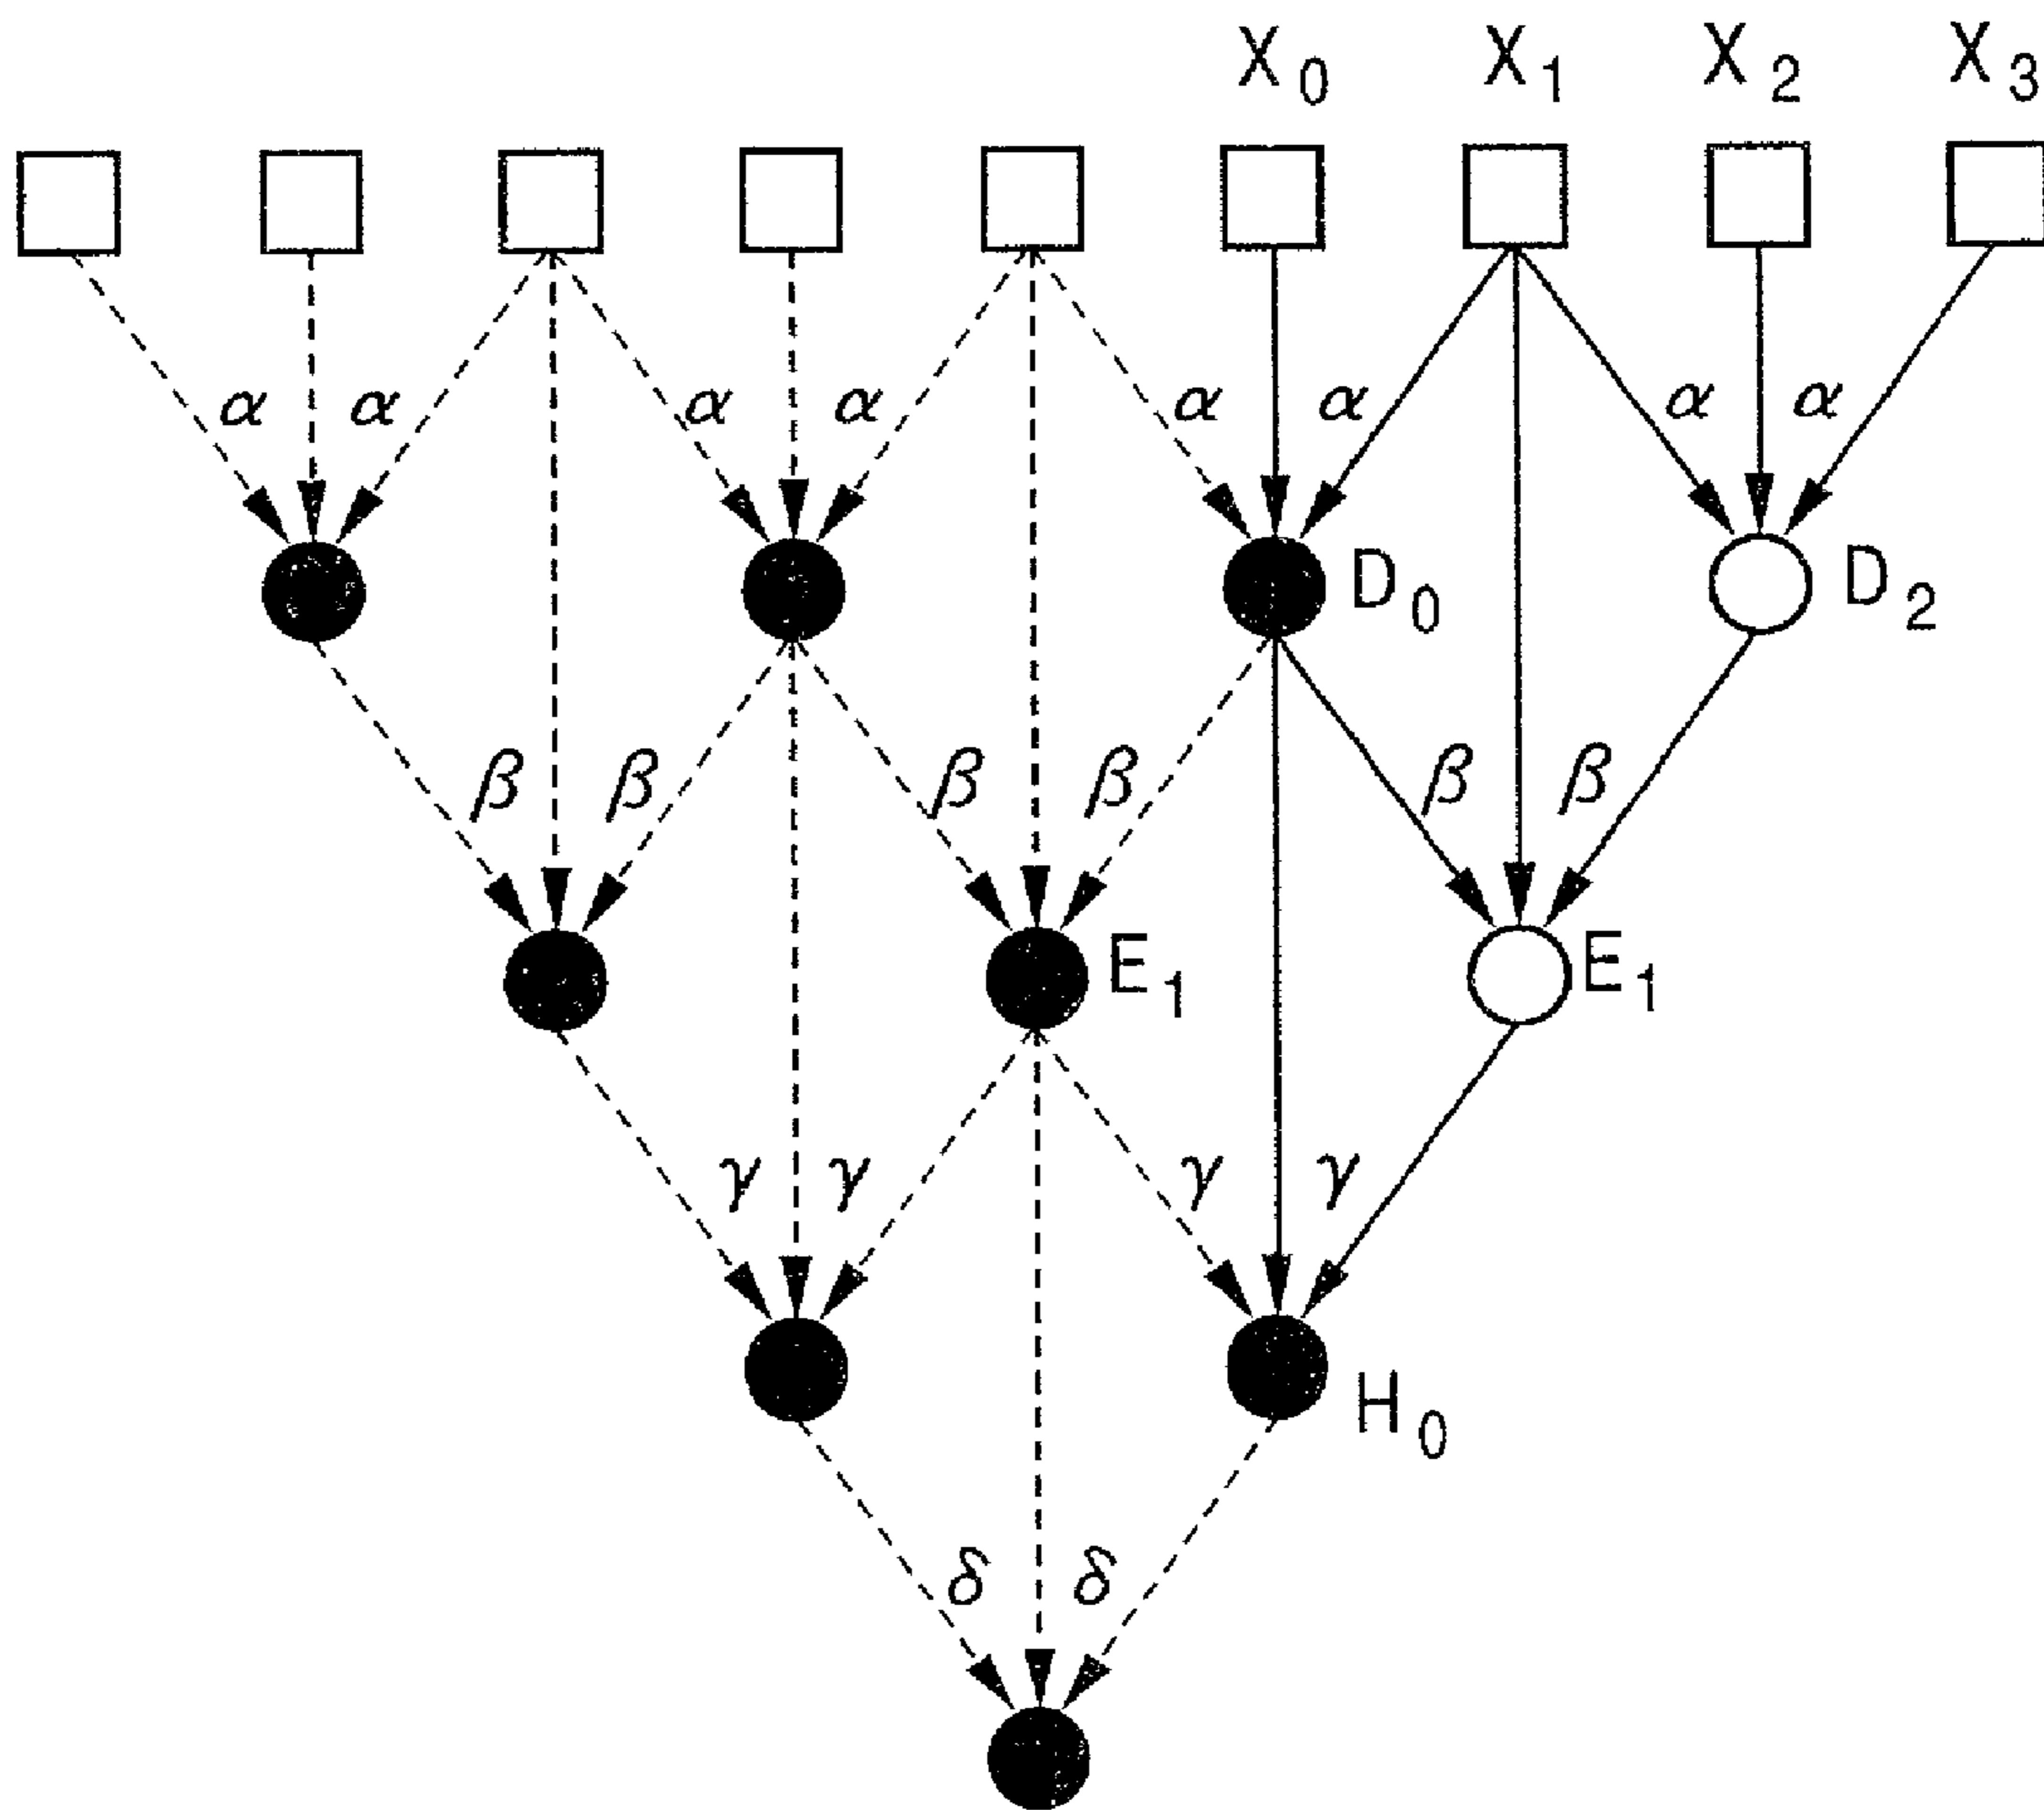 X0 X1 X2 X3
α α α α α α α α
D0 D2
β β β β β β
E1 E1
γ γ γ γ
H0
δ δ